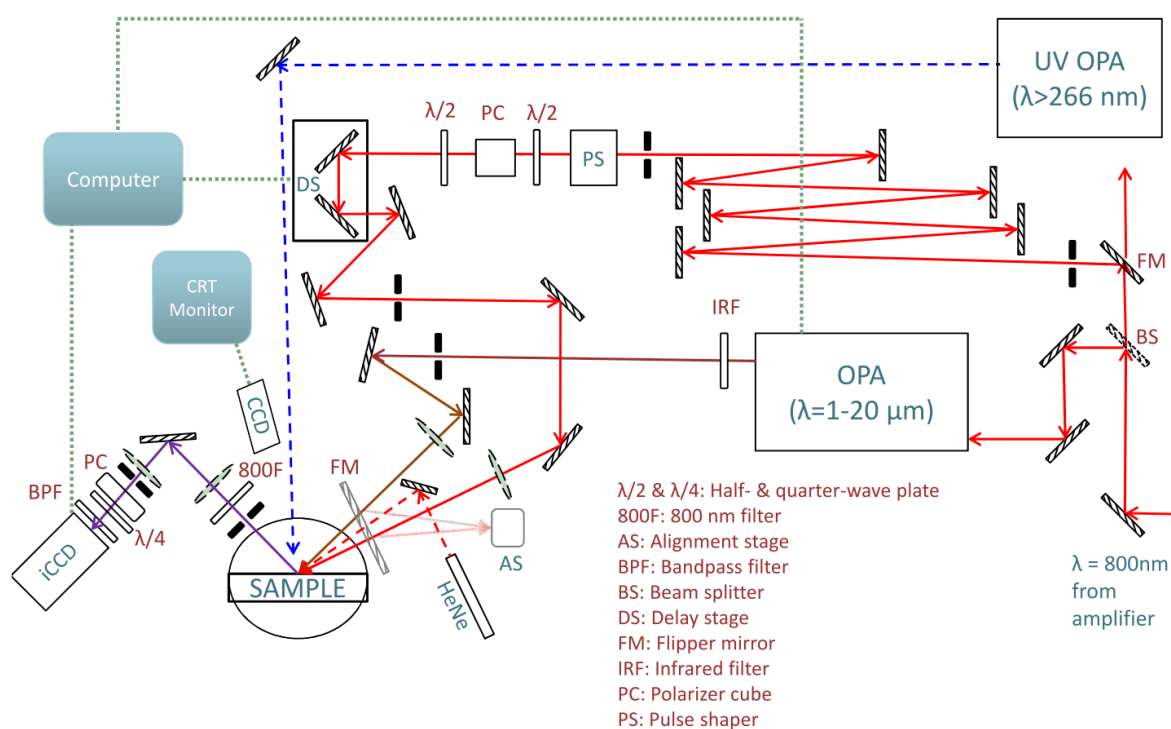 UV OPA
(λ>266 nm)
λ/2
PC
λ/2
PS
Computer
DS
CRT
Monitor
IRF
FM
BS
OPA
(λ=1-20 μm)
CCD
800F
FM
PC
BPF
λ/4
iCCD
SAMPLE
HeNe
AS
λ/2 & λ/4: Half- & quarter-wave plate
800F: 800 nm filter
AS: Alignment stage
BPF: Bandpass filter
BS: Beam splitter
DS: Delay stage
FM: Flipper mirror
IRF: Infrared filter
PC: Polarizer cube
PS: Pulse shaper
λ = 800nm
from
amplifier